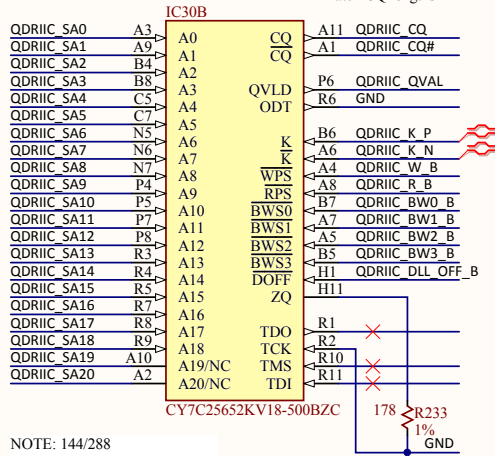 IC30B
QDRIIC_SA0 A3 A0 CQ A11 QDRIIC_CQ
QDRIIC_SA1 A9 A1 CQ A1 QDRIIC_CQ#
QDRIIC_SA2 B4 A2
QDRIIC_SA3 B8 A3 QVLD P6 QDRIIC_QVAL
QDRIIC_SA4 C5 A4 ODT R6 GND
QDRIIC_SA5 C7 A5
QDRIIC_SA6 N5 A6 K B6 QDRIIC_K_P
QDRIIC_SA7 N6 A7 K A6 QDRIIC_K_N
QDRIIC_SA8 N7 A8 WPS A4 QDRIIC_W_B
QDRIIC_SA9 P4 A9 RPS A8 QDRIIC_R_B
QDRIIC_SA10 P5 A10 BWS0 B7 QDRIIC_BW0_B
QDRIIC_SA11 P7 A11 BWS1 A7 QDRIIC_BW1_B
QDRIIC_SA12 P8 A12 BWS2 A5 QDRIIC_BW2_B
QDRIIC_SA13 R3 A13 BWS3 B5 QDRIIC_BW3_B
QDRIIC_SA14 R4 A14 DOFF H1 QDRIIC_DLL_OFF_B
QDRIIC_SA15 R5 A15 ZQ H11
QDRIIC_SA16 R7 A16
QDRIIC_SA17 R8 A17 TDO R1
QDRIIC_SA18 R9 A18 TCK R2
QDRIIC_SA19 A10 A19/NC TMS R10
QDRIIC_SA20 A2 A20/NC TDI R11
CY7C25652KV18-500BZC 178 R233
1%
NOTE: 144/288 GND